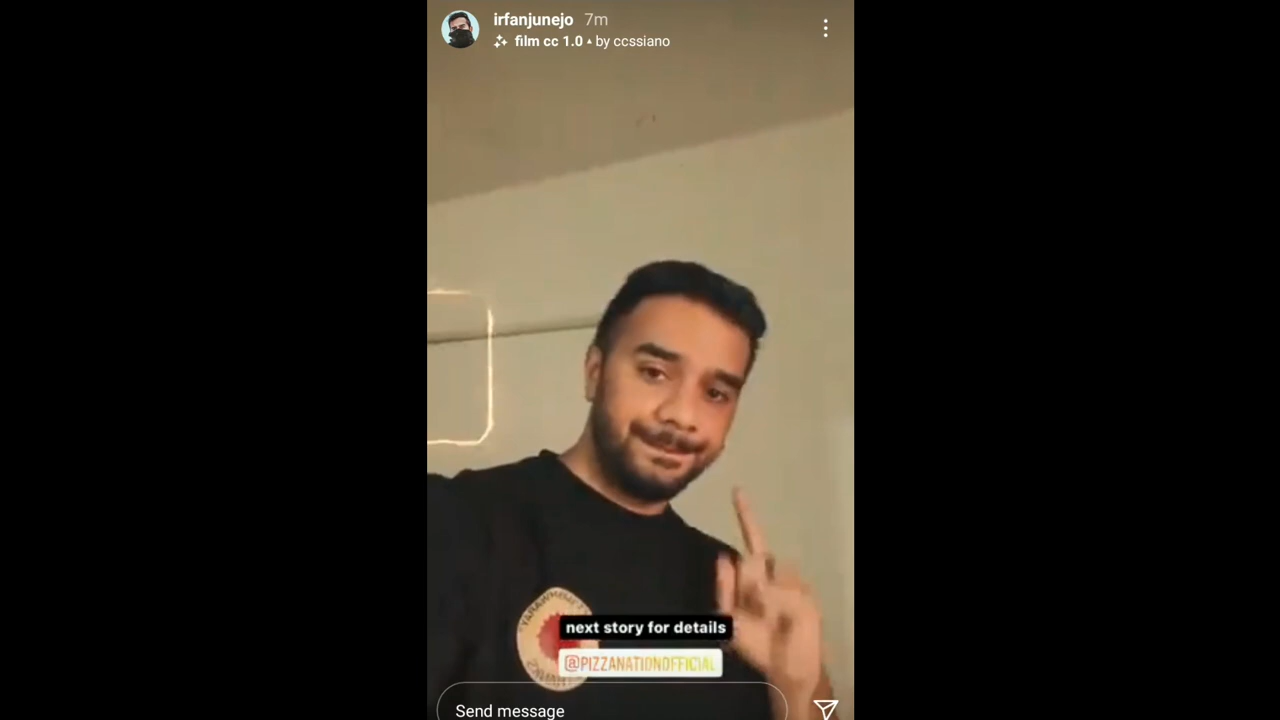 irfanjunejo 7m
film cc 1.0 • by ccssiano
next story for details
@PIZZANATIONOFFICIAL
Send message